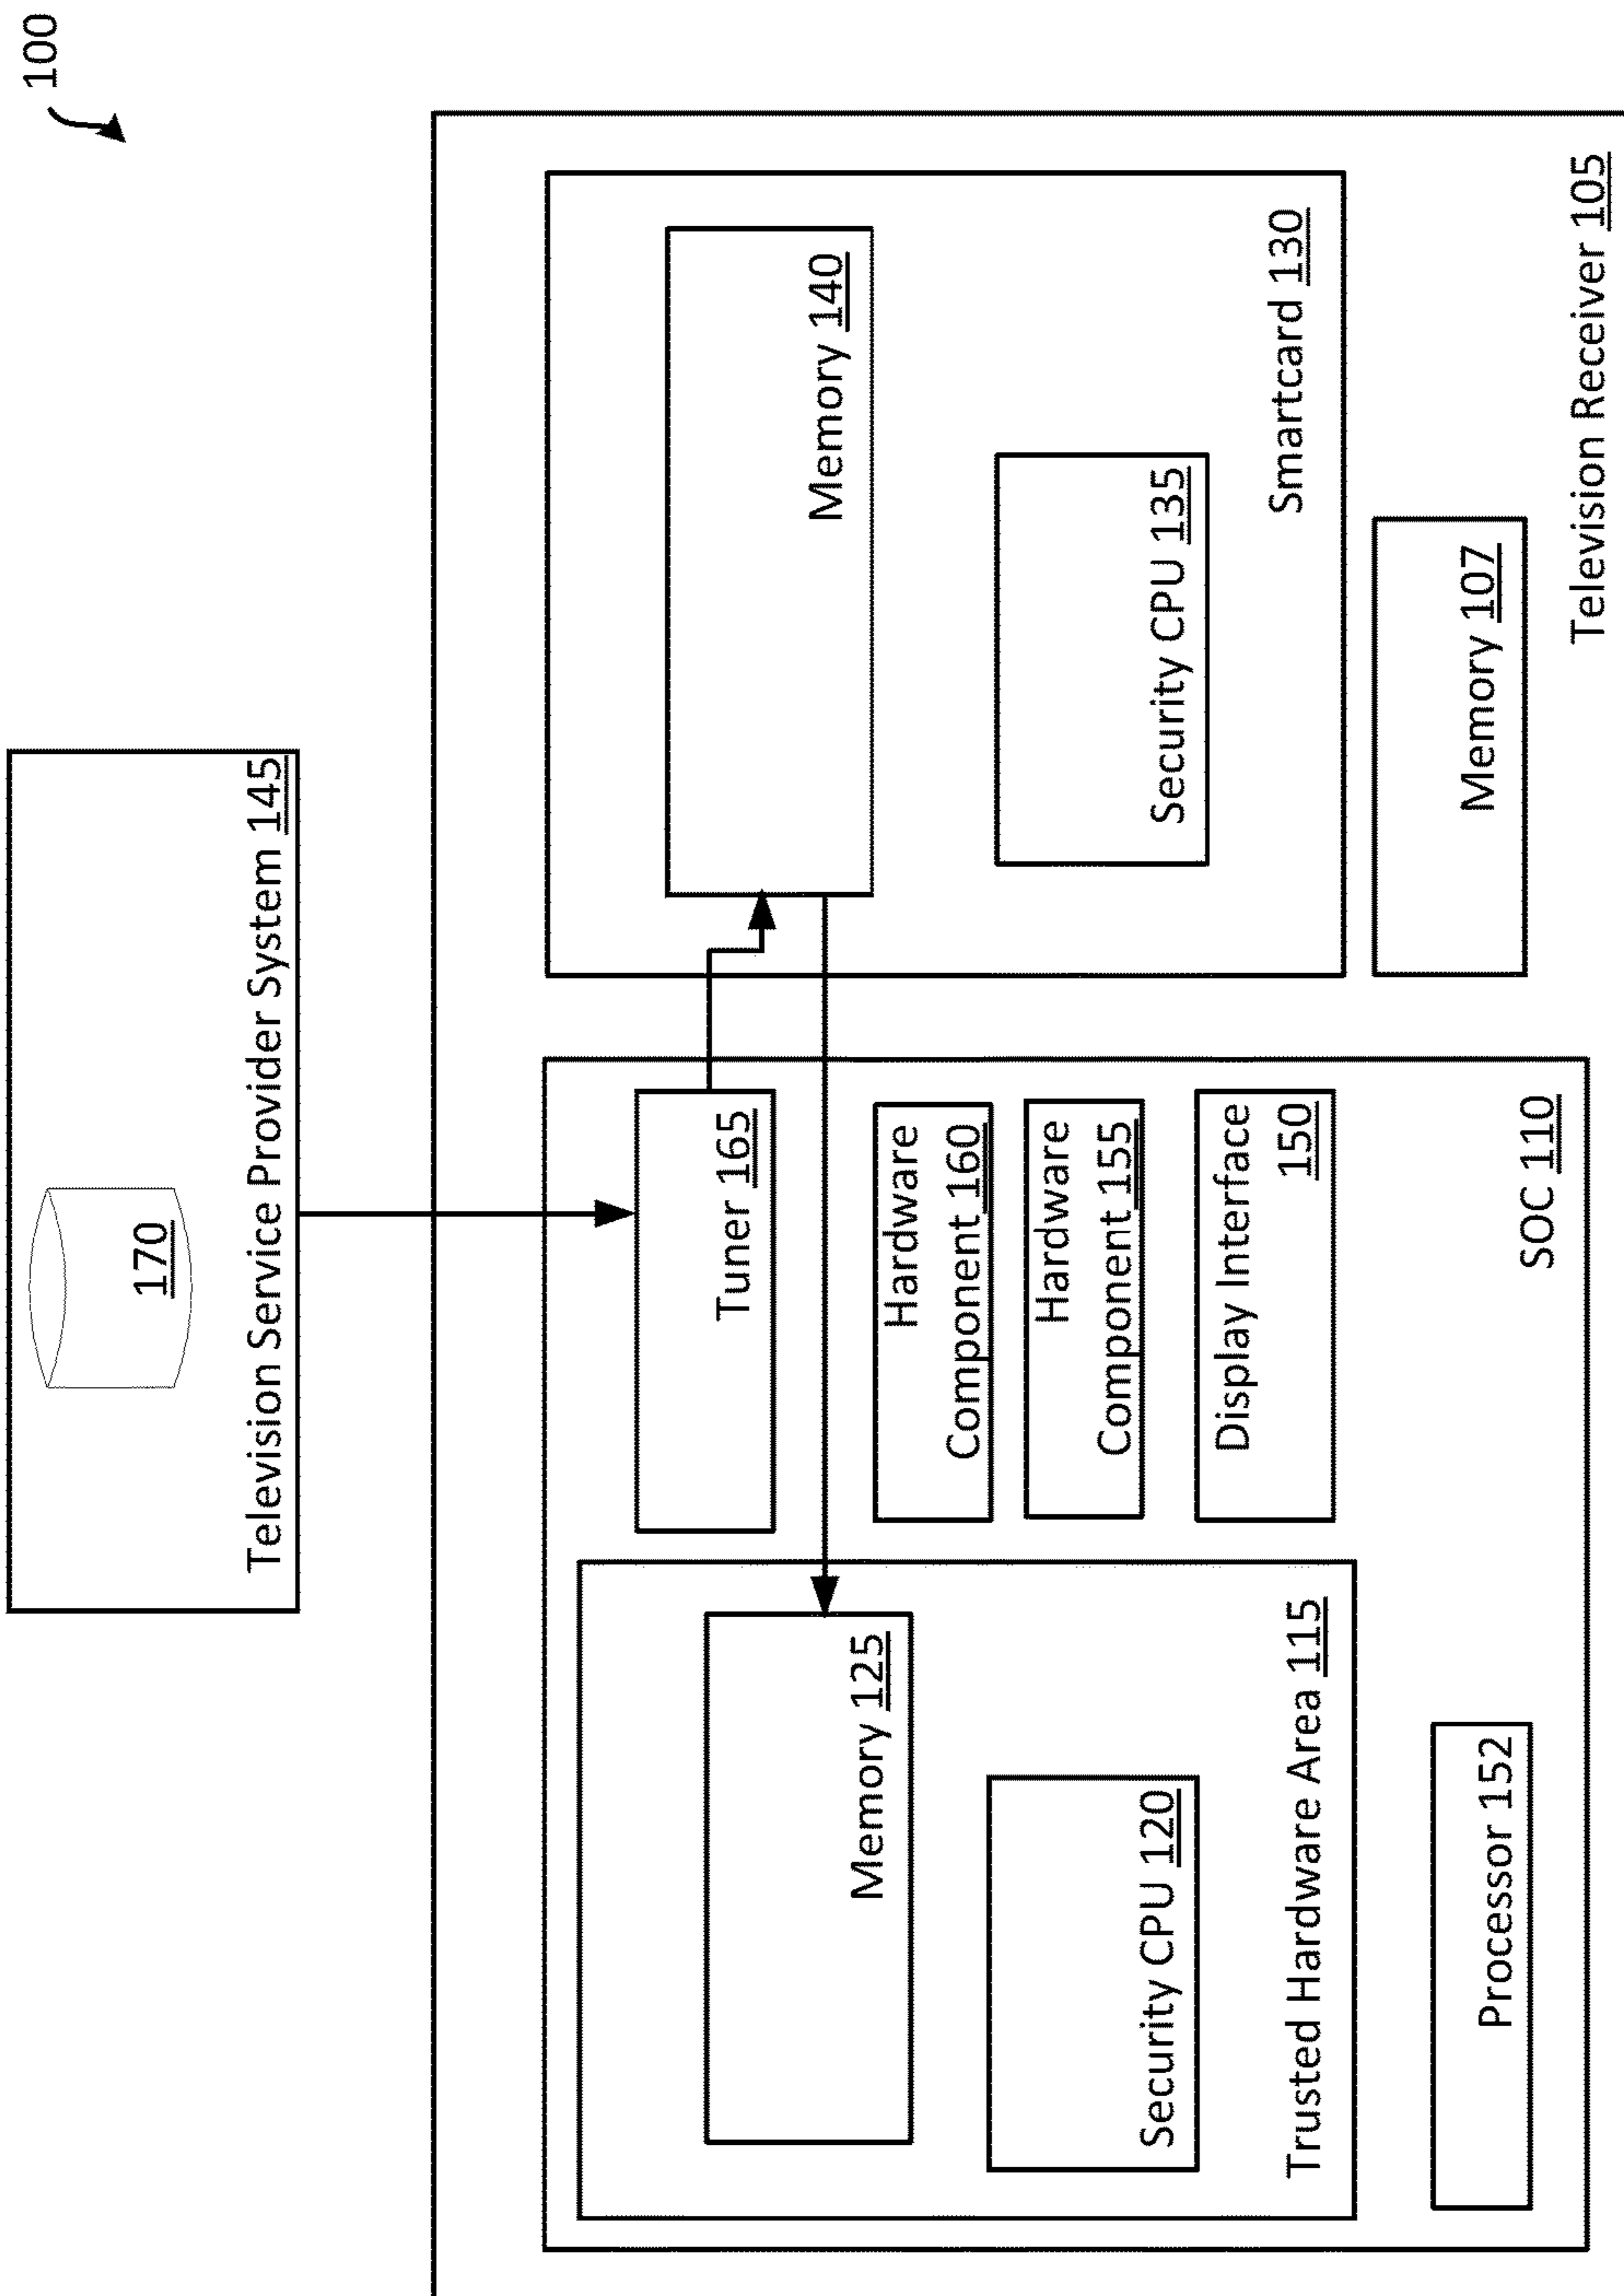 100
170
Television Service Provider System 145
Tuner 165
Memory 125
Hardware
Component 160
Hardware
Component 155
Security CPU 120
Display Interface
150
Trusted Hardware Area 115
Processor 152
SOC 110
Memory 140
Security CPU 135
Smartcard 130
Memory 107
Television Receiver 105